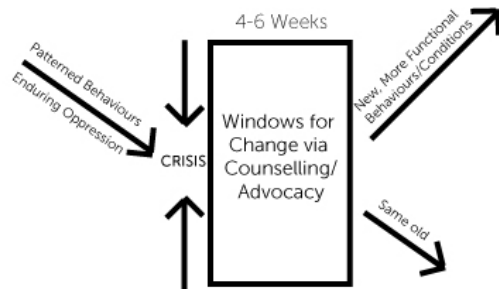 4-6 Weeks
Patterned Behaviours
Enduring Oppression
CRISIS
Windows for
Change via
Counselling/
Advocacy
New, More Functional
Behaviours/Conditions
Same old